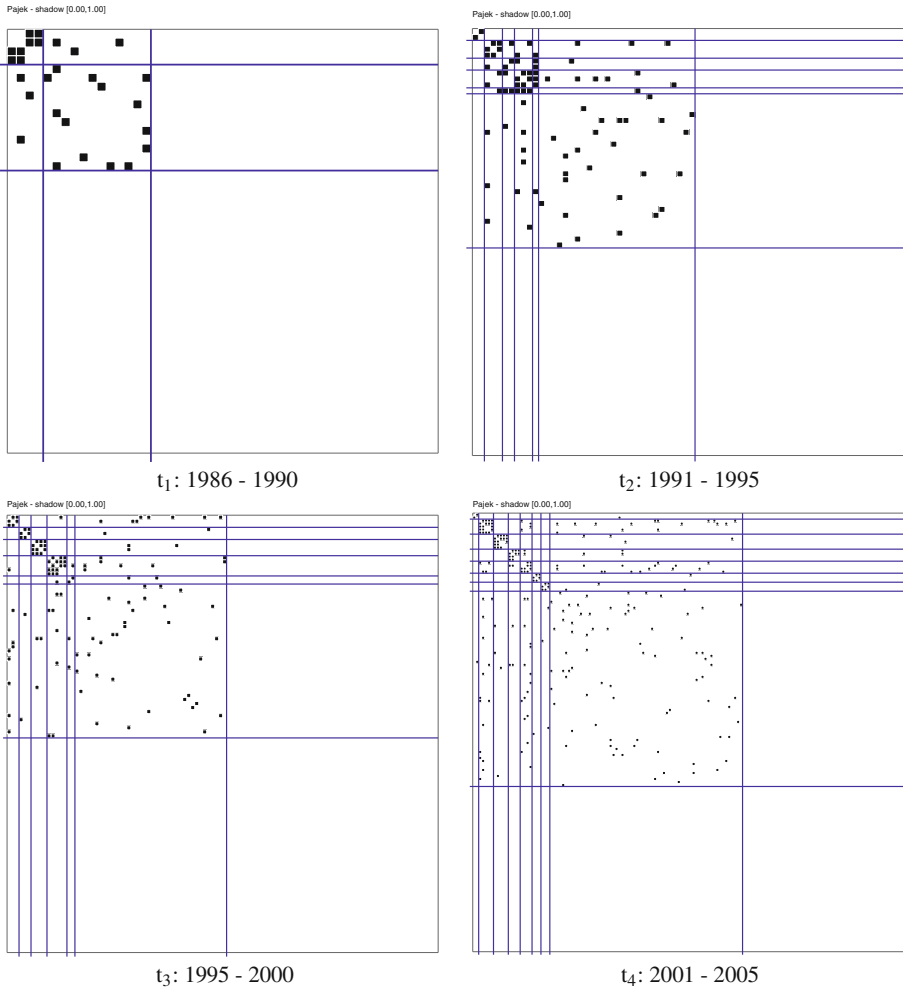 Pajek - shadow [0.00,1.00]
Pajek - shadow [0.00,1.00]
t₁: 1986 - 1990
t₂: 1991 - 1995
Pajek - shadow [0.00,1.00]
Pajek - shadow [0.00,1.00]
t₃: 1995 - 2000
t₄: 2001 - 2005